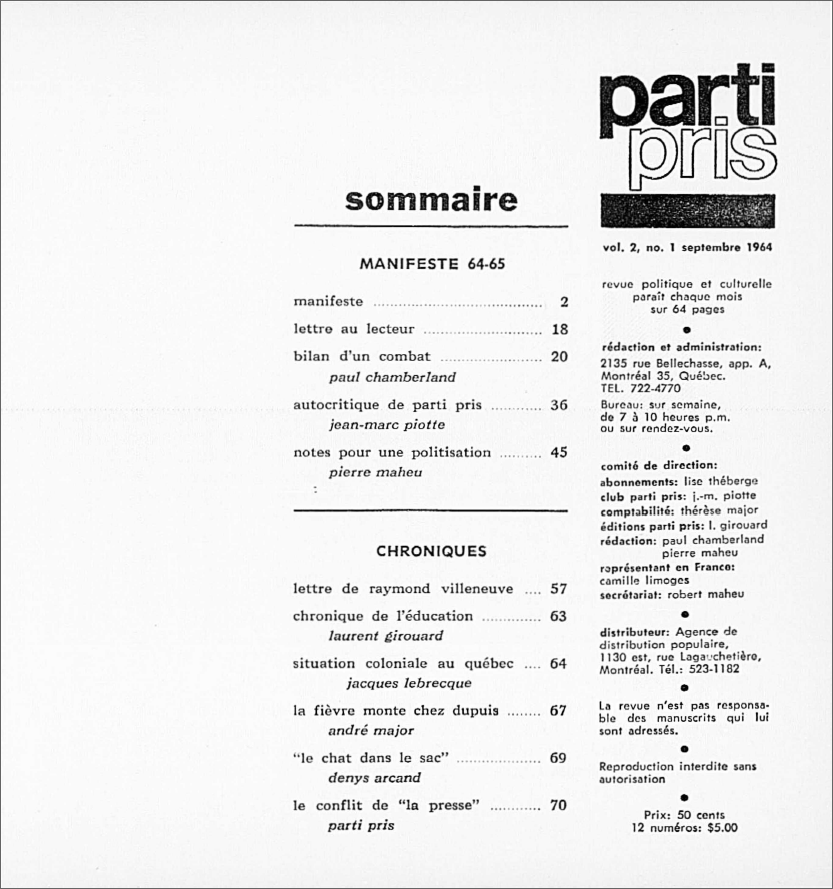 sommaire
MANIFESTE 64-65
manifeste ........................................ 2
lettre au lecteur ............................ 18
bilan d'un combat ........................ 20
paul chamberland
autocritique de parti pris ............ 36
jean-marc piotte
notes pour une politisation .......... 45
pierre maheu
CHRONIQUES
lettre de raymond villeneuve .... 57
chronique de l'éducation .............. 63
laurent girouard
situation coloniale au québec .... 64
jacques lebrecque
la fièvre monte chez dupuis ........ 67
andré major
"le chat dans le sac" .................... 69
denys arcand
le conflit de "la presse" ............ 70
parti pris
parti
pris
vol. 2, no. 1 septembre 1964
revue politique et culturelle
paraît chaque mois
sur 64 pages
rédaction et administration:
2135 rue Bellechasse, app. A,
Montréal 35, Québec.
TEL. 722-4770
Bureau: sur semaine,
de 7 à 10 heures p.m.
ou sur rendez-vous.
comité de direction:
abonnements: lise théberge
club parti pris: j.-m. piotte
comptabilité: thérèse major
éditions parti pris: l. girouard
rédaction: paul chamberland
pierre maheu
représentant en France:
camille limoges
secrétariat: robert maheu
distributeur: Agence de
distribution populaire,
1130 est, rue Lagauchetière,
Montréal. Tél.: 523-1182
La revue n'est pas responsa-
ble des manuscrits qui lui
sont adressés.
Reproduction interdite sans
autorisation
Prix: 50 cents
12 numéros: $5.00